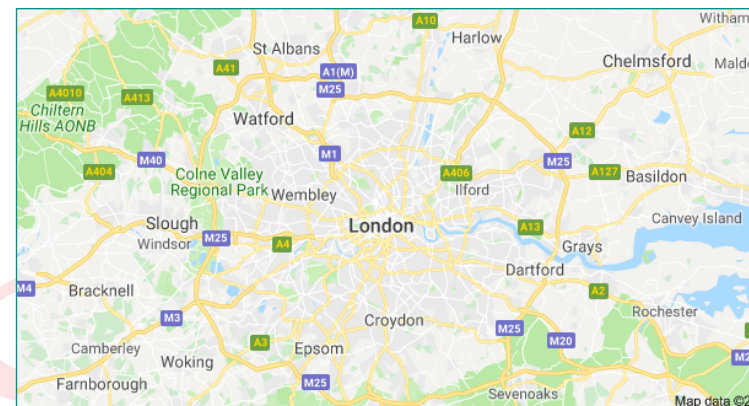 A10
Witham
Harlow
St Albans
Chelmsford
A41
A1(M)
Mald
M25
A4010
A413
Chiltern
Hills AONB
Watford
A12
M1
M40
M25
A404
Colne Valley
Regional Park
A406
A127
Basildon
Wembley
Ilford
Slough
London
Canvey Island
Windsor
M25
A4
A13
Grays
Dartford
M4
Bracknell
A2
Rochester
M3
Croydon
M25
Camberley
A3
Epsom
M20
Woking
M2
Farnborough
M25
Sevenoaks
Map data ©2